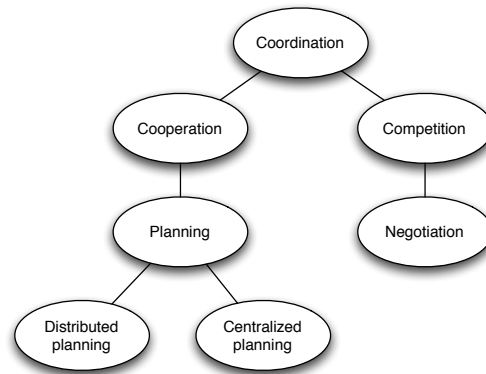 Coordination
Cooperation
Competition
Planning
Negotiation
Distributed
planning
Centralized
planning